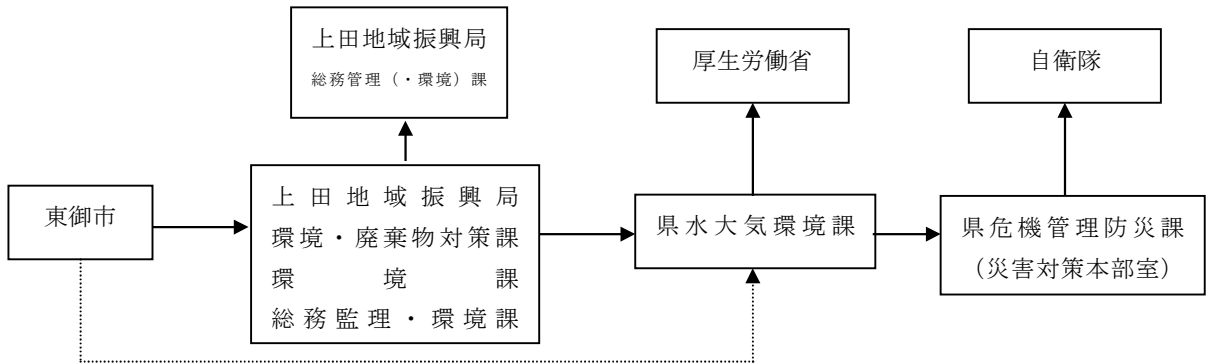 上田地域振興局
総務管理（・環境）課
厚生労働省
自衛隊
東御市
上田地域振興局
環境・廃棄物対策課
環境課
総務監理・環境課
県水大気環境課
県危機管理防災課
（災害対策本部室）